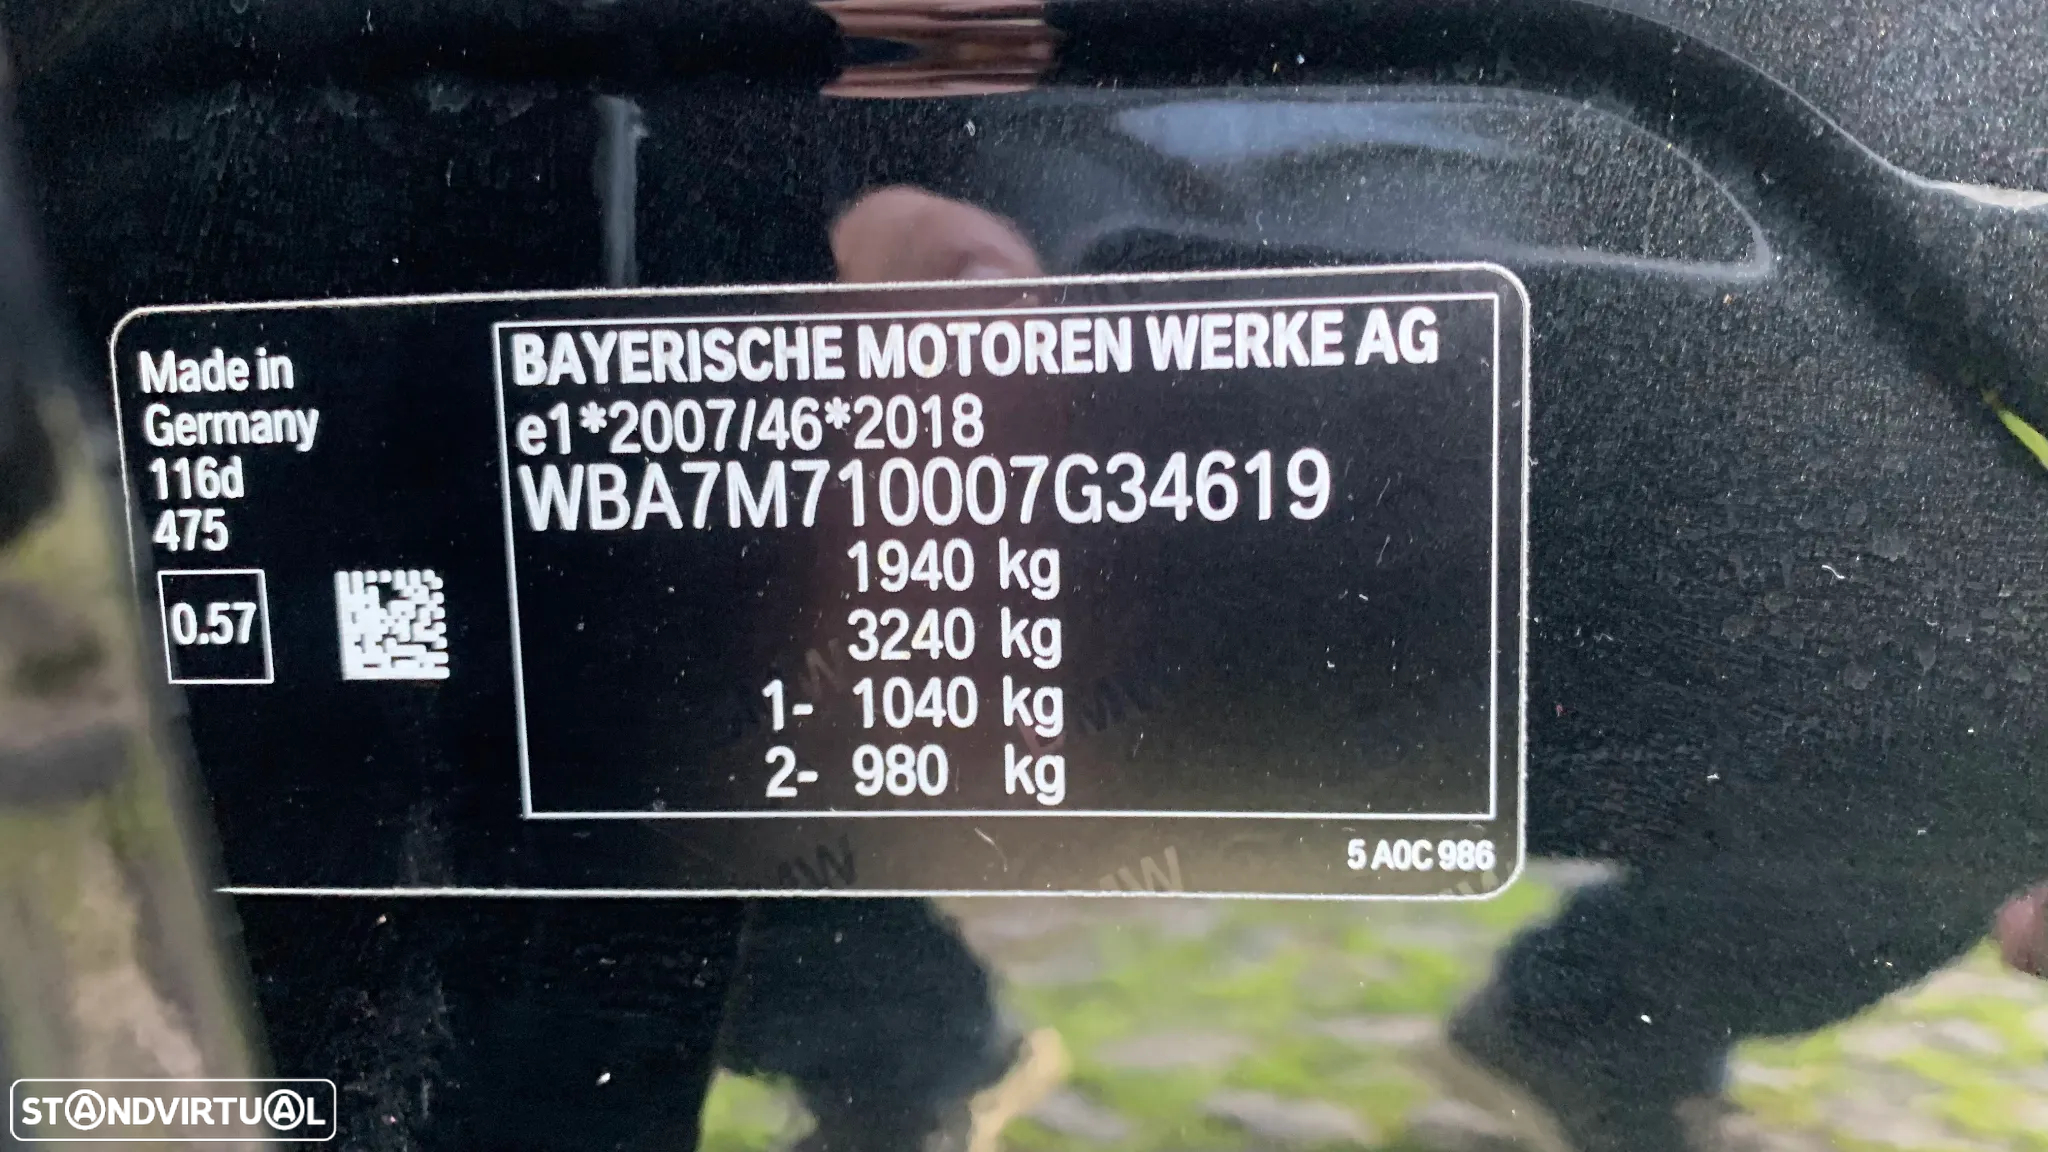 Made in
Germany
116d
475
0.57
BAYERISCHE MOTOREN WERKE AG
e1*2007/46*2018
WBA7M710007G34619
1940 kg
3240 kg
1- 1040 kg
2- 980 kg
5 A0C 986
BMW
STANDVIRTUAL